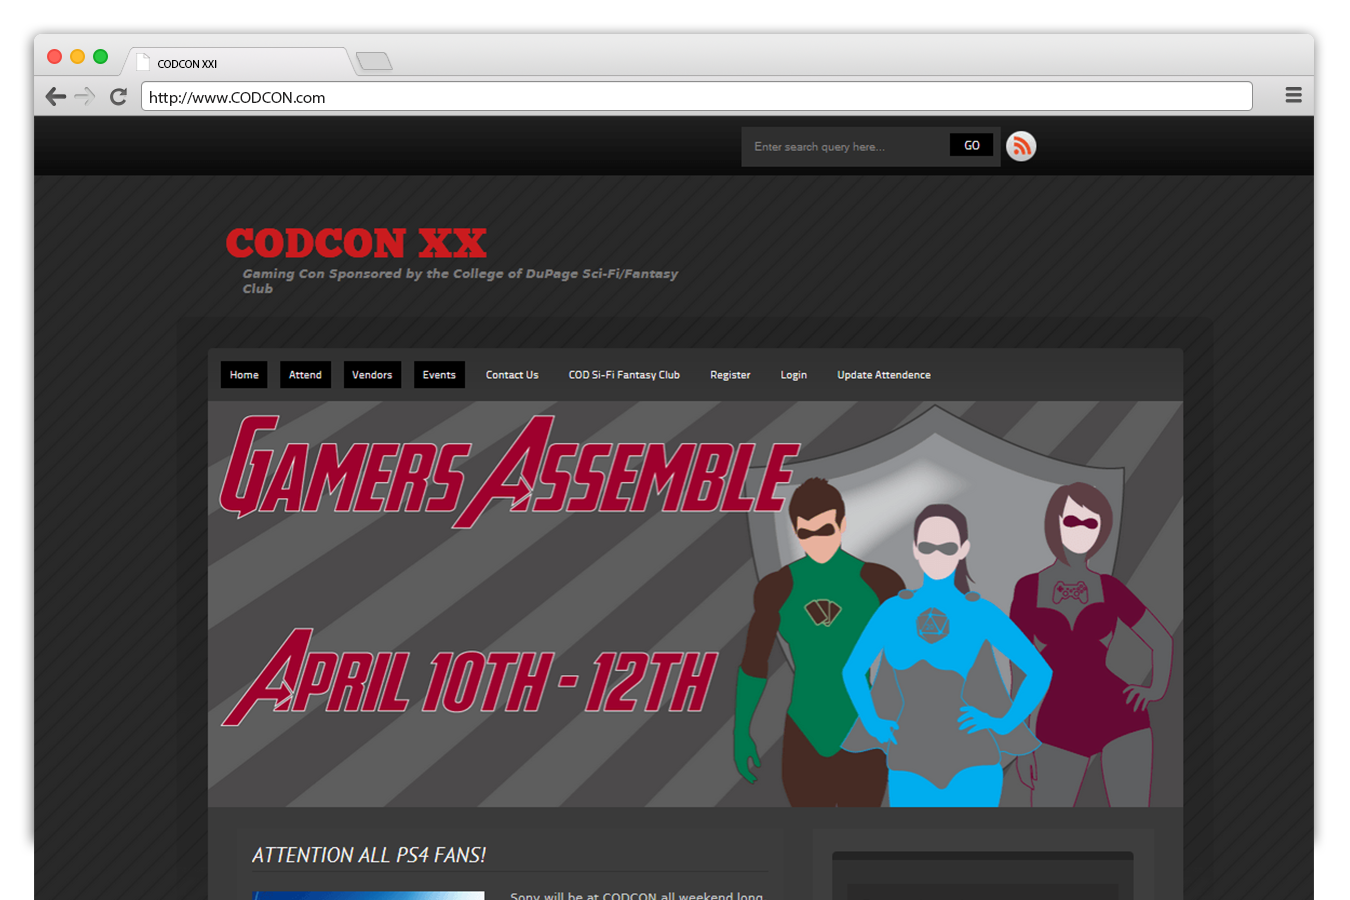 CODCON XXI
http://www.CODCON.com
Enter search query here...
GO
CODCON XX
Gaming Con Sponsored by the College of DuPage Sci-Fi/Fantasy
Club
Home Attend Vendors Events Contact Us COD Si-Fi Fantasy Club Register Login Update Attendence
GAMERS ASSEMBLE
APRIL 10TH - 12TH
ATTENTION ALL PS4 FANS!
Sony will be at CODCON all weekend long